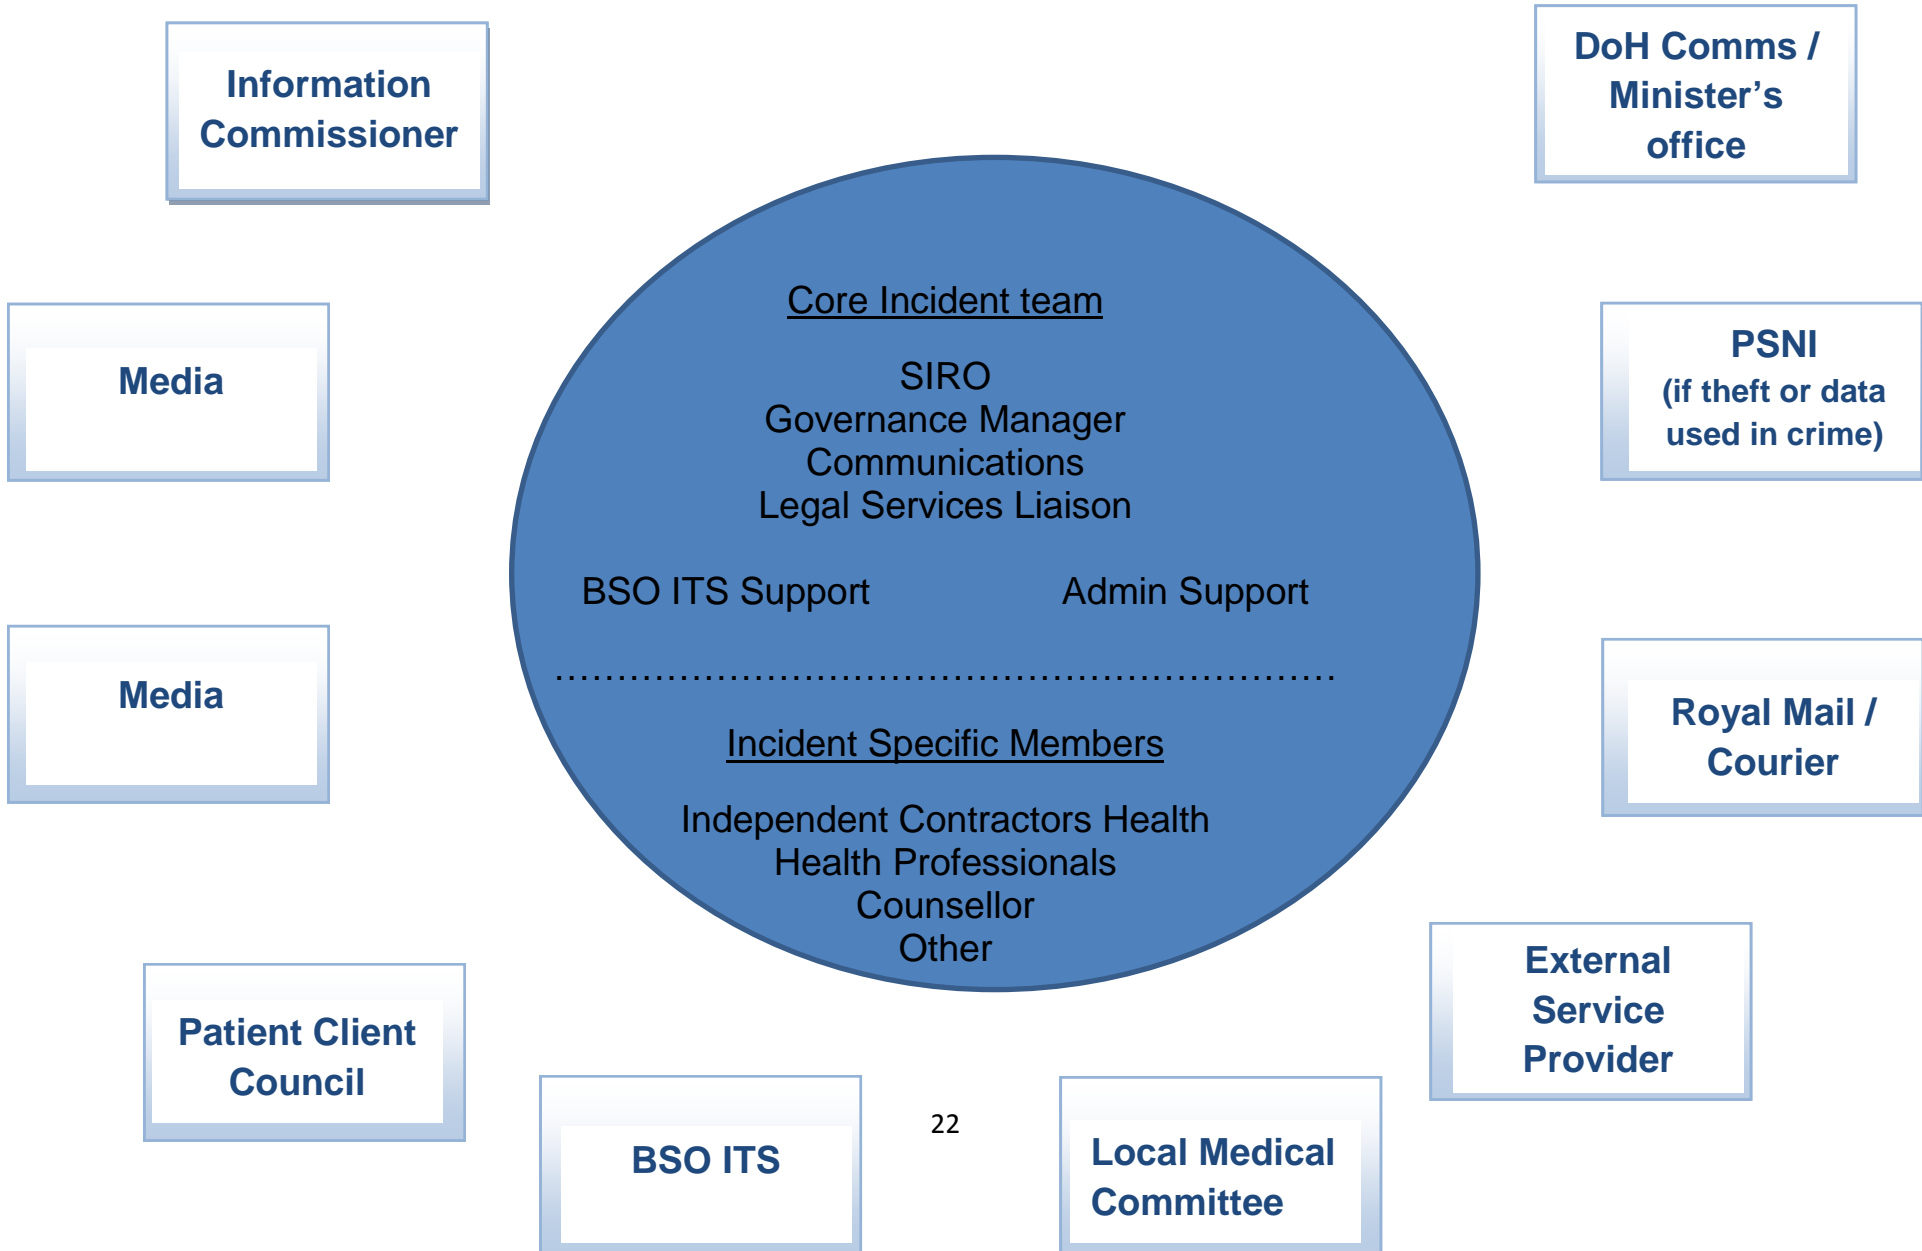 Information
Commissioner
DoH Comms /
Minister’s
office
Core Incident team
SIRO
Governance Manager
Communications
Legal Services Liaison
BSO ITS Support
Admin Support
……………………………………………………….
Incident Specific Members
Independent Contractors Health
Health Professionals
Counsellor
Other
Media
PSNI
(if theft or data
used in crime)
Media
Royal Mail /
Courier
Patient Client
Council
External
Service
Provider
BSO ITS
Local Medical
Committee
22